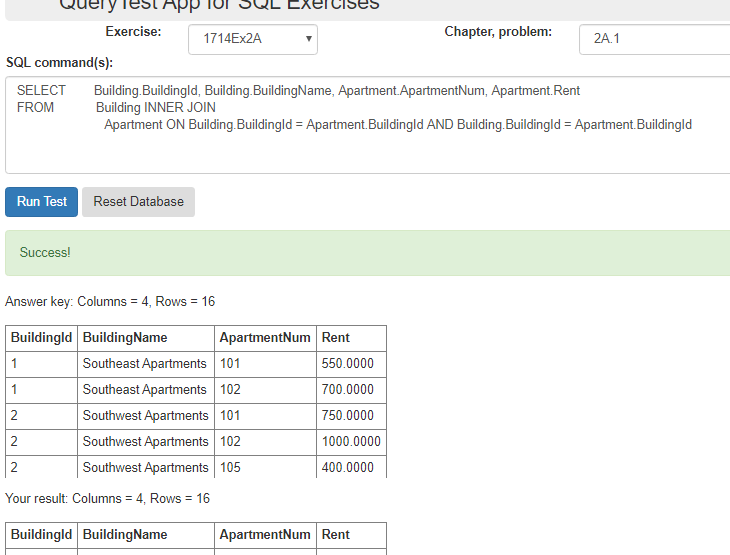 QueryTest App for SQL Exercises
Exercise: 1714Ex2A Chapter, problem: 2A.1
SQL command(s):
SELECT Building.BuildingId, Building.BuildingName, Apartment.ApartmentNum, Apartment.Rent
FROM Building INNER JOIN
Apartment ON Building.BuildingId = Apartment.BuildingId AND Building.BuildingId = Apartment.BuildingId
Run Test Reset Database
Success!
Answer key: Columns = 4, Rows = 16
BuildingId BuildingName ApartmentNum Rent
1 Southeast Apartments 101 550.0000
1 Southeast Apartments 102 700.0000
2 Southwest Apartments 101 750.0000
2 Southwest Apartments 102 1000.0000
2 Southwest Apartments 105 400.0000
Your result: Columns = 4, Rows = 16
BuildingId BuildingName ApartmentNum Rent